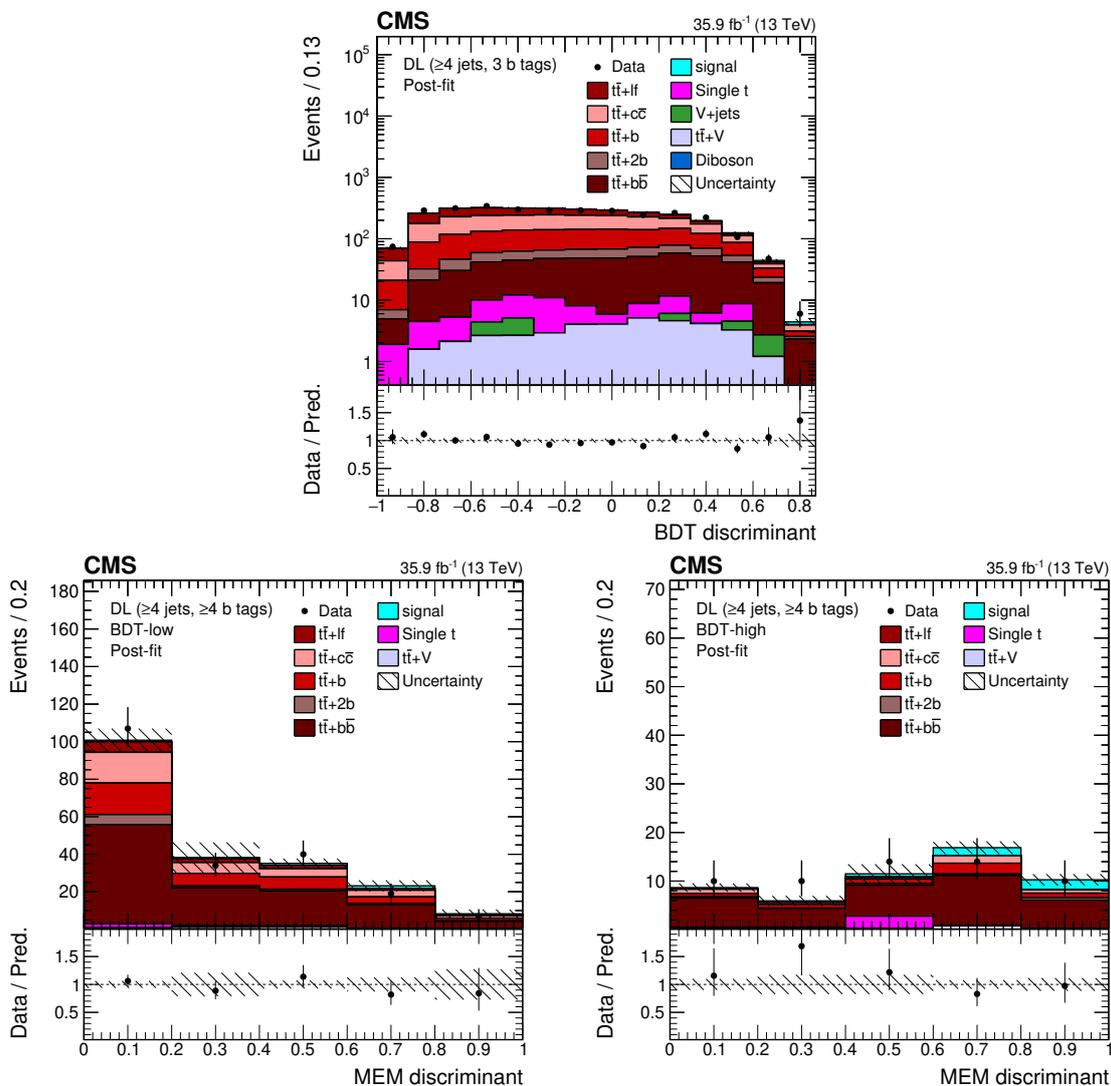 CMS 35.9 fb⁻¹ (13 TeV)
Events / 0.13
DL (≥4 jets, 3 b tags)
Post-fit
Data
tt̄+lf
tt̄+cc̄
tt̄+b
tt̄+2b
tt̄+bb̄
signal
Single t
V+jets
tt̄+V
Diboson
Uncertainty
10⁵
10⁴
10³
10²
10
1
Data / Pred.
1.5
1
0.5
−1 −0.8 −0.6 −0.4 −0.2 0 0.2 0.4 0.6 0.8
BDT discriminant
CMS 35.9 fb⁻¹ (13 TeV)
Events / 0.2
DL (≥4 jets, ≥4 b tags)
BDT-low
Post-fit
Data
tt̄+lf
tt̄+cc̄
tt̄+b
tt̄+2b
tt̄+bb̄
signal
Single t
tt̄+V
Uncertainty
180
160
140
120
100
80
60
40
20
Data / Pred.
1.5
1
0.5
0 0.1 0.2 0.3 0.4 0.5 0.6 0.7 0.8 0.9 1
MEM discriminant
CMS 35.9 fb⁻¹ (13 TeV)
Events / 0.2
DL (≥4 jets, ≥4 b tags)
BDT-high
Post-fit
Data
tt̄+lf
tt̄+cc̄
tt̄+b
tt̄+2b
tt̄+bb̄
signal
Single t
tt̄+V
Uncertainty
70
60
50
40
30
20
10
Data / Pred.
1.5
1
0.5
0 0.1 0.2 0.3 0.4 0.5 0.6 0.7 0.8 0.9 1
MEM discriminant